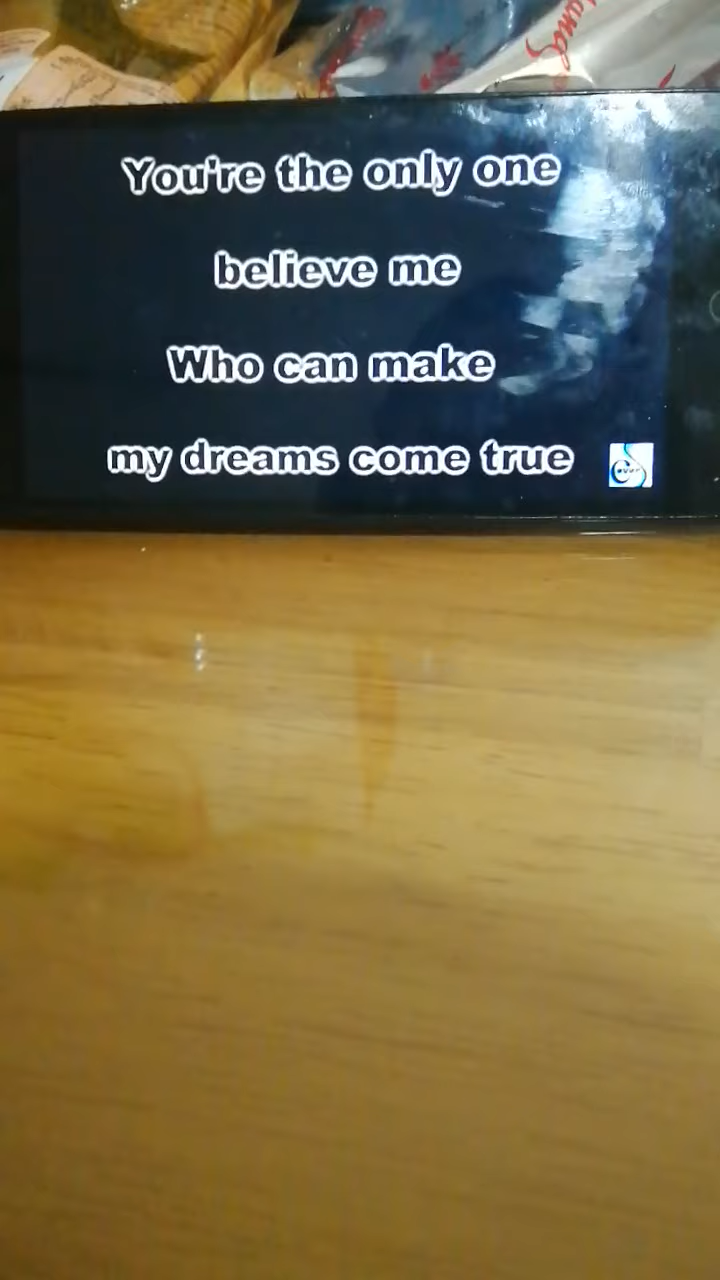 You're the only one
believe me
Who can make
my dreams come true